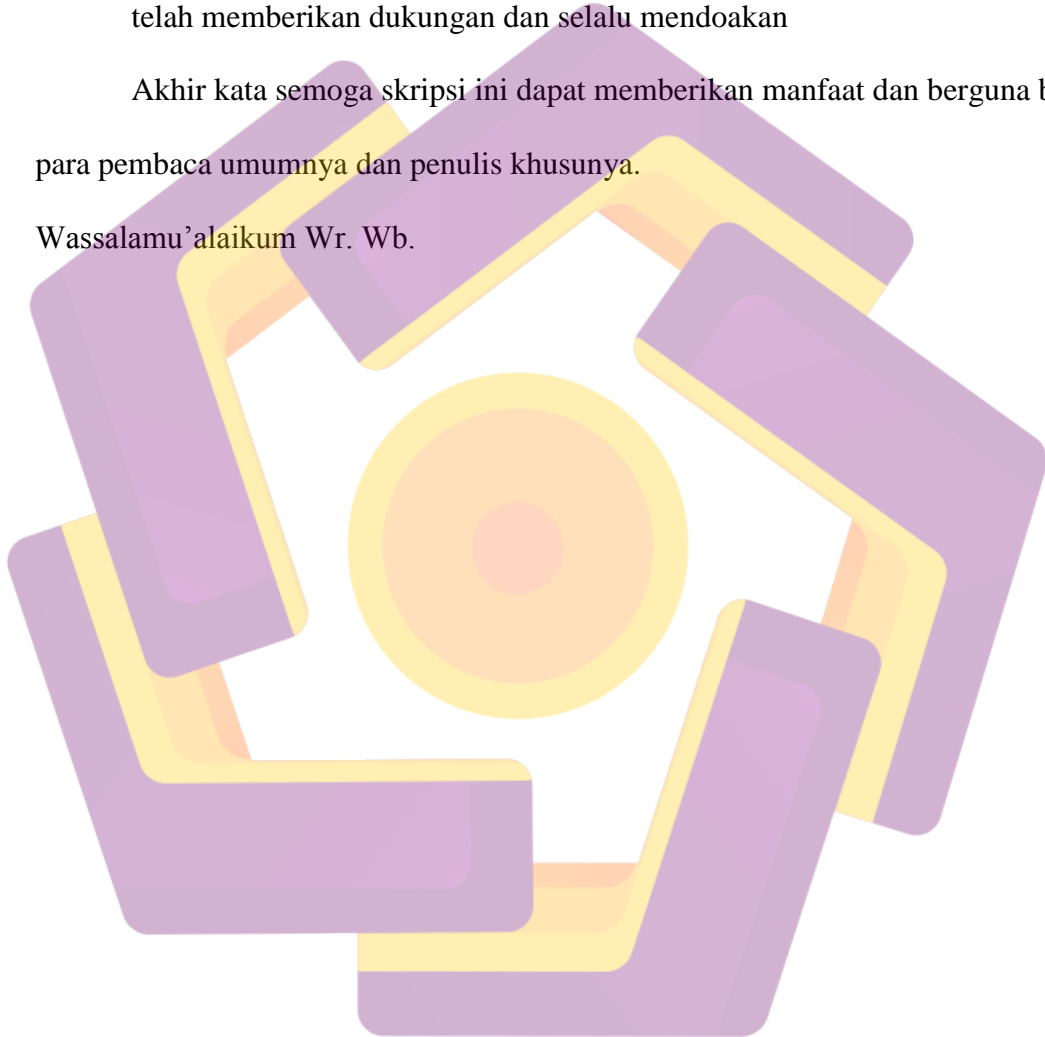 telah memberikan dukungan dan selalu mendoakan
Akhir kata semoga skripsi ini dapat memberikan manfaat dan berguna
para pembaca umumnya dan penulis khusunya.
Wassalamu’alaikum Wr. Wb.